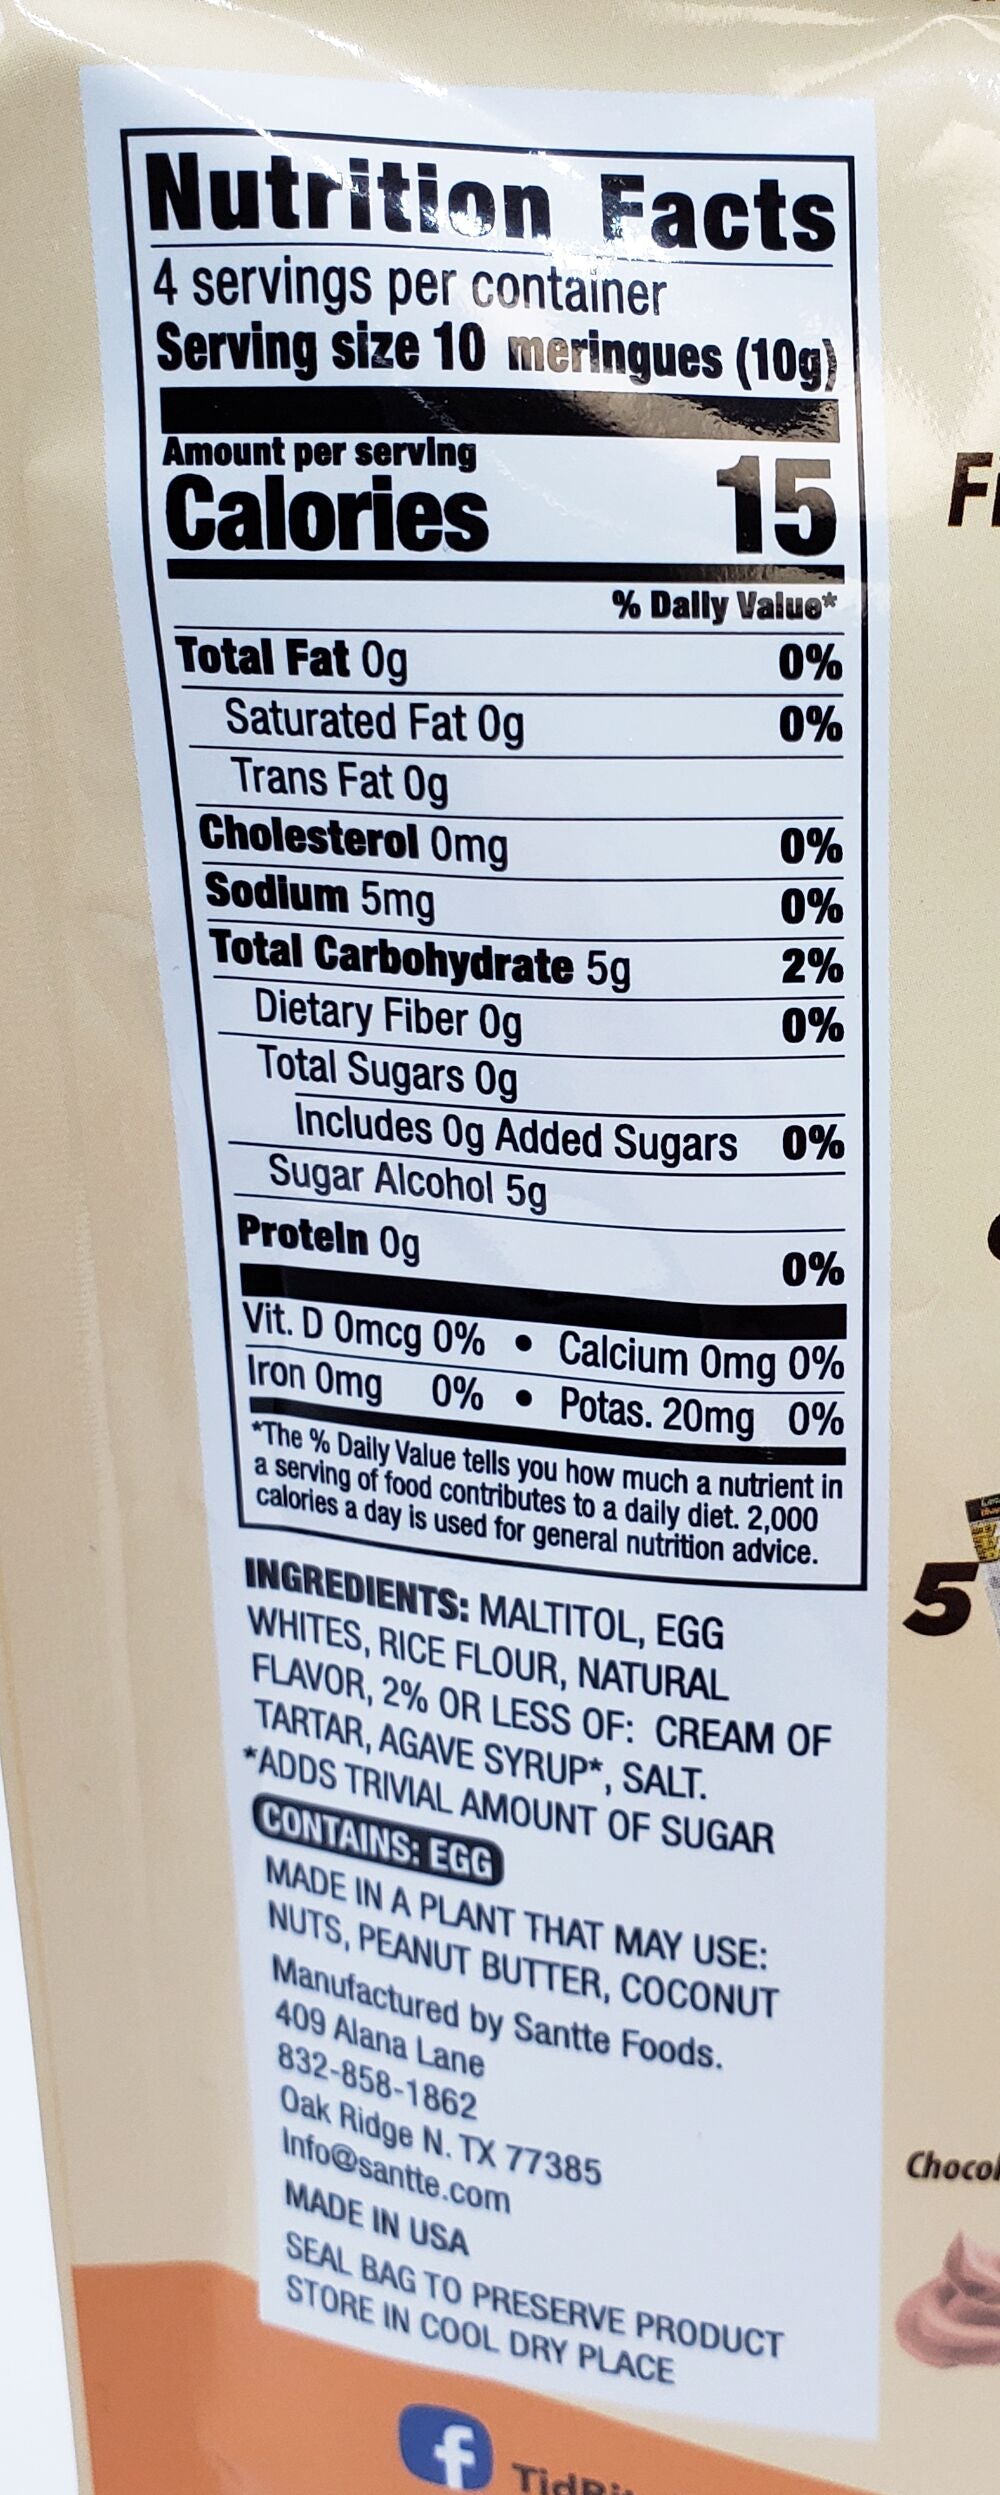 Nutrition Facts
4 servings per container
Serving size 10 meringues (10g)
Amount per serving
Calories 15
% Daily Value*
Total Fat 0g 0%
Saturated Fat 0g 0%
Trans Fat 0g
Cholesterol 0mg 0%
Sodium 5mg 0%
Total Carbohydrate 5g 2%
Dietary Fiber 0g 0%
Total Sugars 0g
Includes 0g Added Sugars 0%
Sugar Alcohol 5g
Protein 0g 0%
Vit. D 0mcg 0% • Calcium 0mg 0%
Iron 0mg 0% • Potas. 20mg 0%
*The % Daily Value tells you how much a nutrient in
a serving of food contributes to a daily diet. 2,000
calories a day is used for general nutrition advice.
INGREDIENTS: MALTITOL, EGG
WHITES, RICE FLOUR, NATURAL
FLAVOR, 2% OR LESS OF: CREAM OF
TARTAR, AGAVE SYRUP*, SALT.
*ADDS TRIVIAL AMOUNT OF SUGAR
CONTAINS: EGG
MADE IN A PLANT THAT MAY USE:
NUTS, PEANUT BUTTER, COCONUT
Manufactured by Santte Foods.
409 Alana Lane
832-858-1862
Oak Ridge N. TX 77385
Info@santte.com
MADE IN USA
SEAL BAG TO PRESERVE PRODUCT
STORE IN COOL DRY PLACE
5